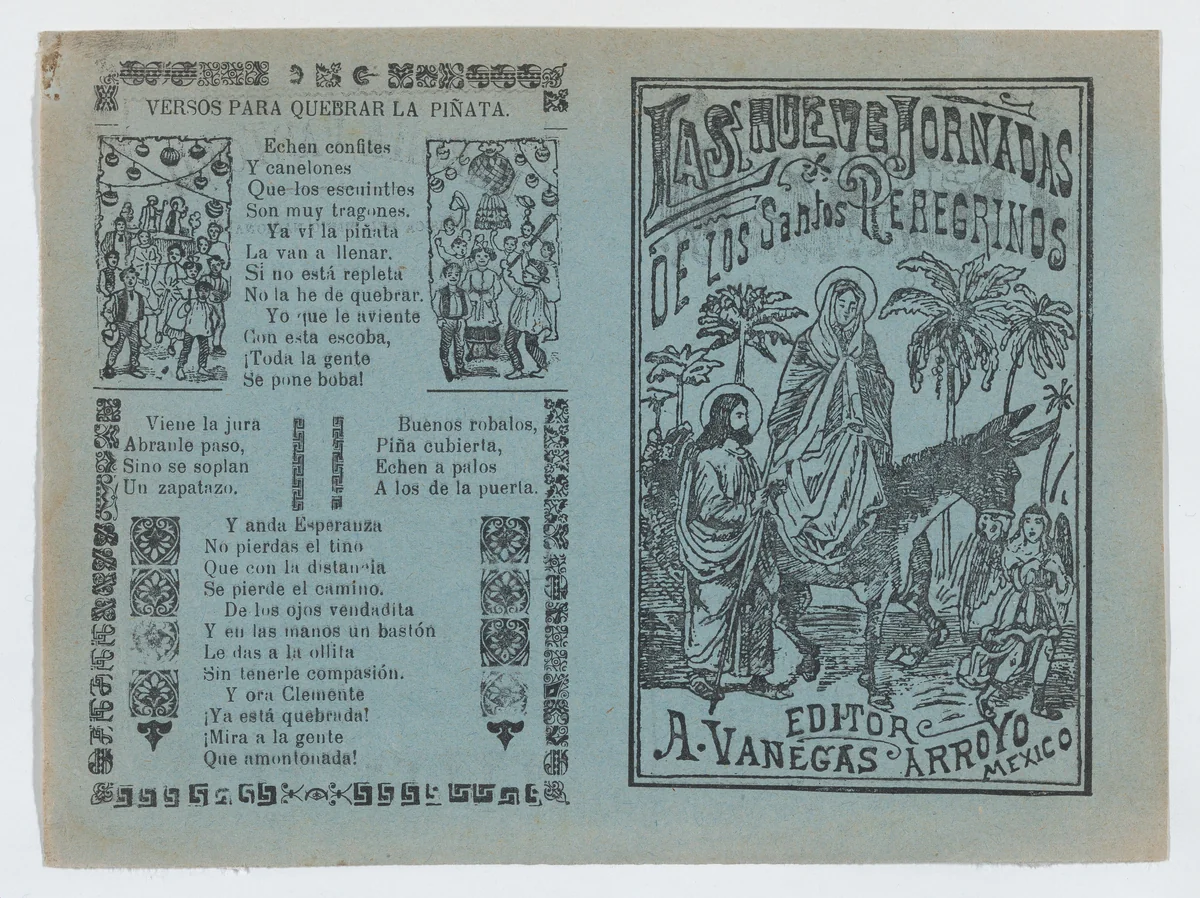 VERSOS PARA QUEBRAR LA PIÑATA.
Echen confites
Y canelones
Que los escuintles
Son muy tragones.
Ya vi la piñata
La van a llenar.
Si no está repleta
No la he de quebrar.
Yo que le aviente
Con esta escoba,
¡Toda la gente
Se pone boba!
Viene la jura
Abranle paso,
Sino se soplan
Un zapatazo.
Buenos robalos,
Piña cubierta,
Echen a palos
A los de la puerta.
Y anda Esperanza
No pierdas el tino
Que con la distancia
Se pierde el camino.
De los ojos vendadita
Y en las manos un bastón
Le das a la ollita
Sin tenerle compasión.
Y ora Clemente
¡Ya está quebrada!
¡Mira a la gente
Que amontonada!
LAS NUEVE JORNADAS
DE LOS Santos PEREGRINOS
EDITOR
A. VANEGAS ARROYO
MEXICO